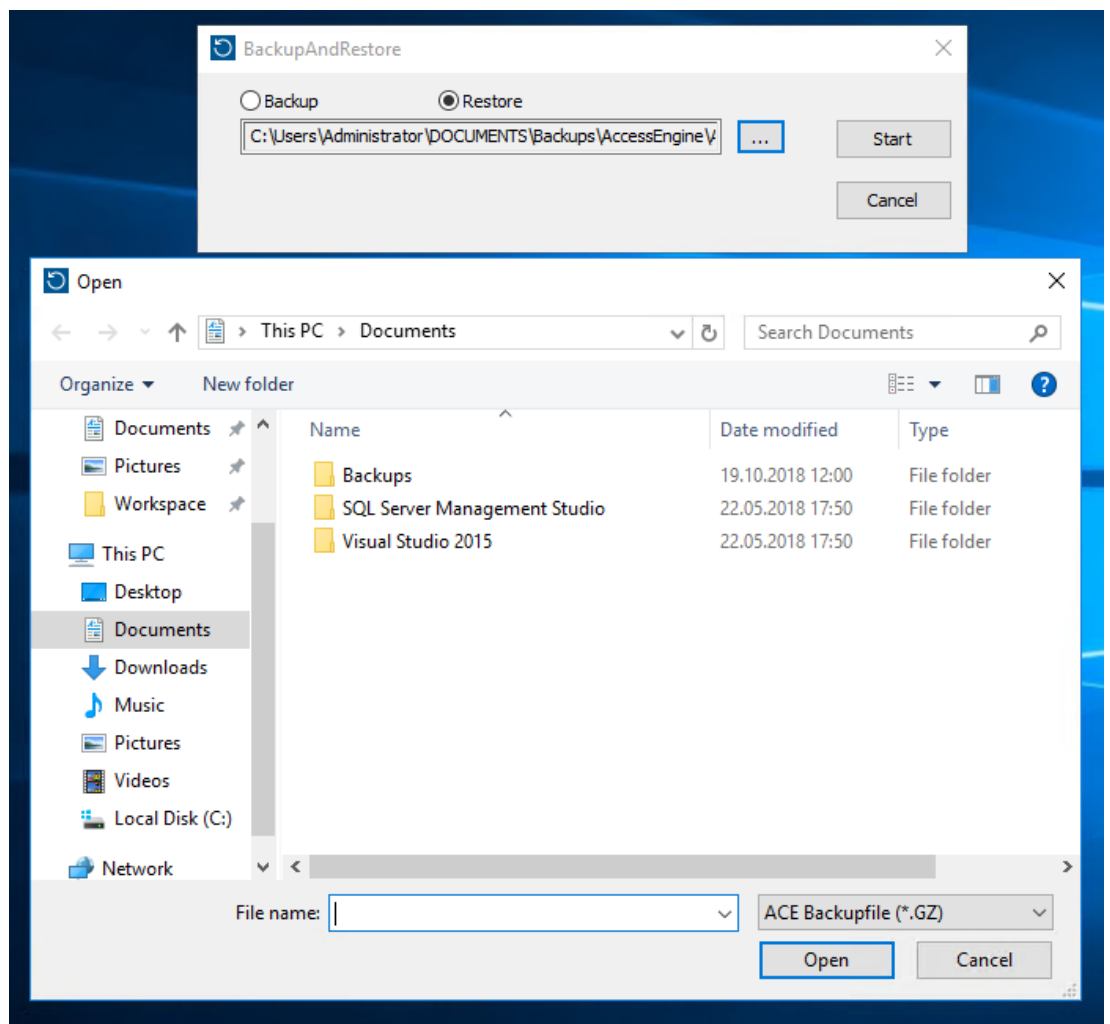 BackupAndRestore
Backup Restore
C:\Users\Administrator\DOCUMENTS\Backups\AccessEngine\A ... Start
Cancel
Open
This PC > Documents Search Documents
Organize New folder ?
Documents
Pictures
Workspace
This PC
Desktop
Documents
Downloads
Music
Pictures
Videos
Local Disk (C:)
Network
Name Date modified Type
Backups 19.10.2018 12:00 File folder
SQL Server Management Studio 22.05.2018 17:50 File folder
Visual Studio 2015 22.05.2018 17:50 File folder
File name: ACE Backupfile (*.GZ)
Open Cancel